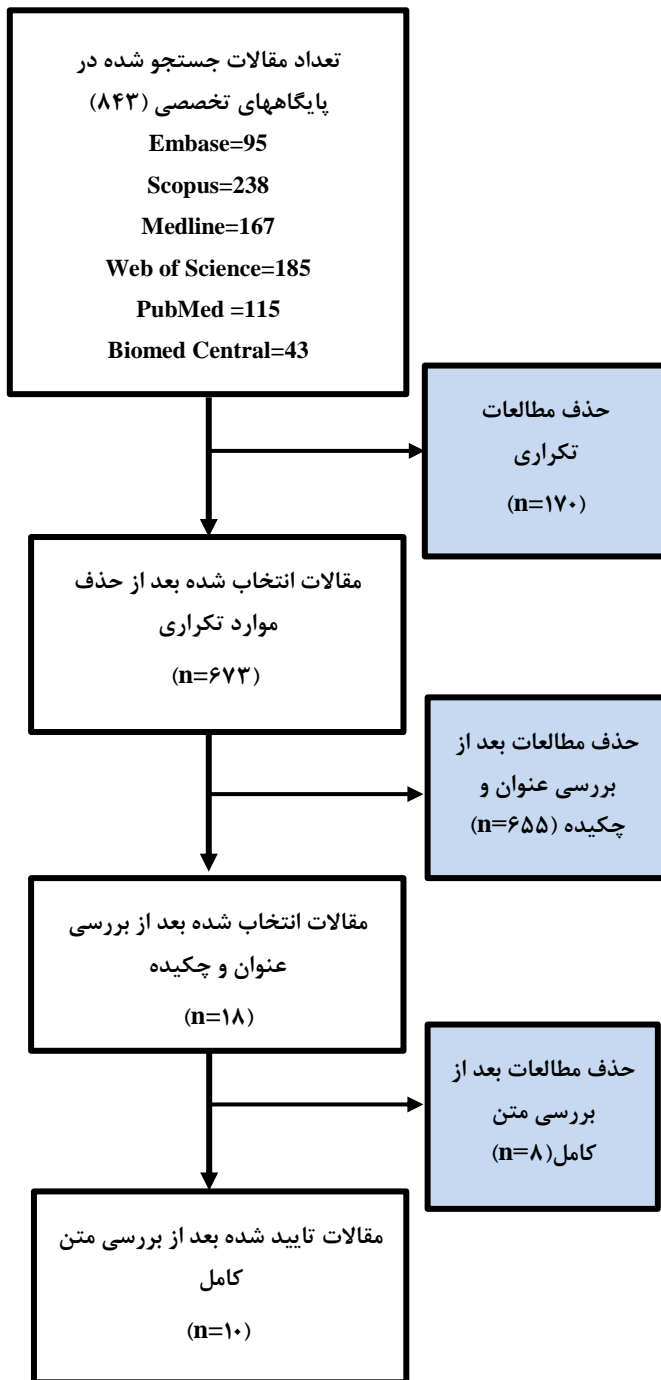 تعداد مقالات جستجو شده در
پایگاههای تخصصی (۸۴۳)
Embase=95
Scopus=238
Medline=167
Web of Science=185
PubMed =115
Biomed Central=43
حذف مطالعات
تکراری
(n=۱۷۰)
مقالات انتخاب شده بعد از حذف
موارد تکراری
(n=۶۷۳)
حذف مطالعات بعد از
بررسی عنوان و
چکیده (n=۶۵۵)
مقالات انتخاب شده بعد از بررسی
عنوان و چکیده
(n=۱۸)
حذف مطالعات بعد از
بررسی متن
کامل(n=۸)
مقالات تایید شده بعد از بررسی متن
کامل
(n=۱۰)